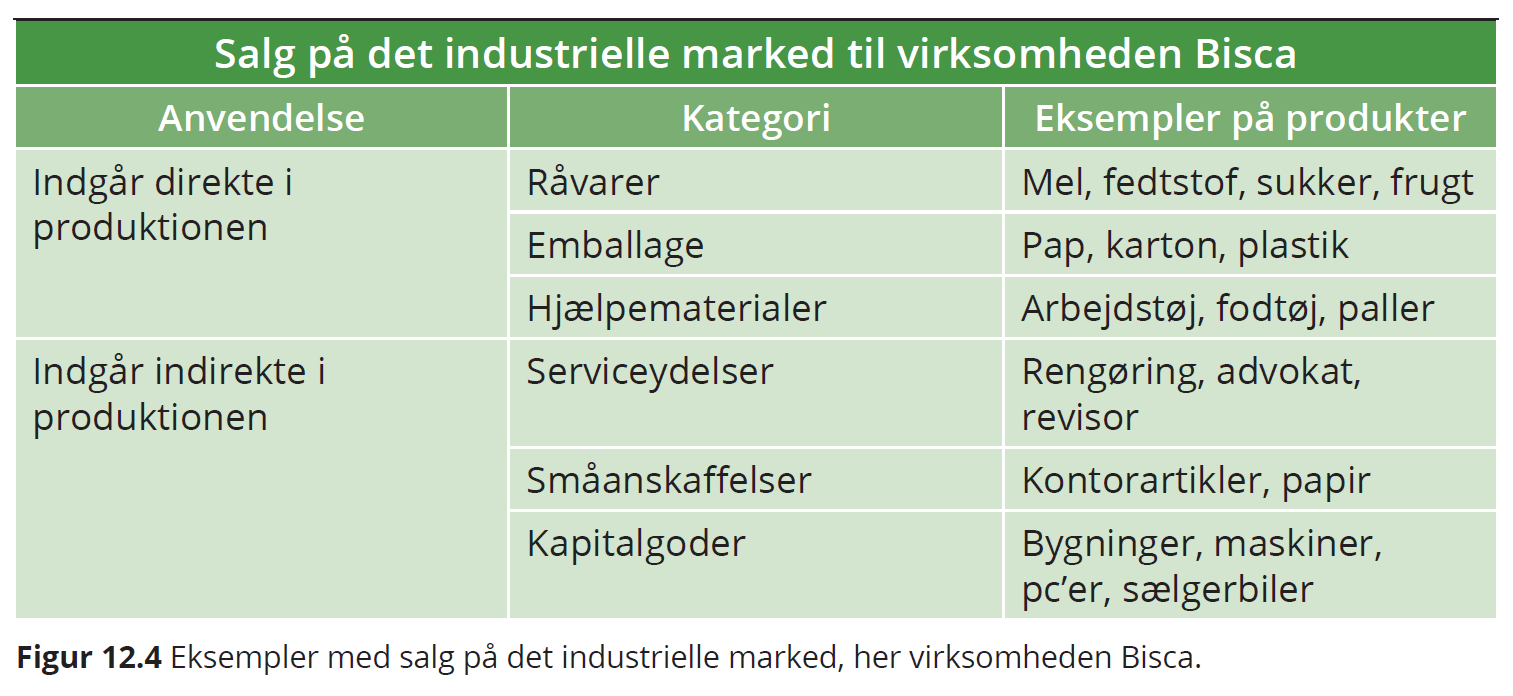 Salg på det industrielle marked til virksomheden Bisca
Anvendelse
Kategori
Eksempler på produkter
Indgår direkte i
produktionen
Råvarer
Mel, fedtstof, sukker, frugt
Emballage
Pap, karton, plastik
Hjælpematerialer
Arbejdstøj, fodtøj, paller
Indgår indirekte i
produktionen
Serviceydelser
Rengøring, advokat,
revisor
Småanskaffelser
Kontorartikler, papir
Kapitalgoder
Bygninger, maskiner,
pc’er, sælgerbiler
Figur 12.4 Eksempler med salg på det industrielle marked, her virksomheden Bisca.